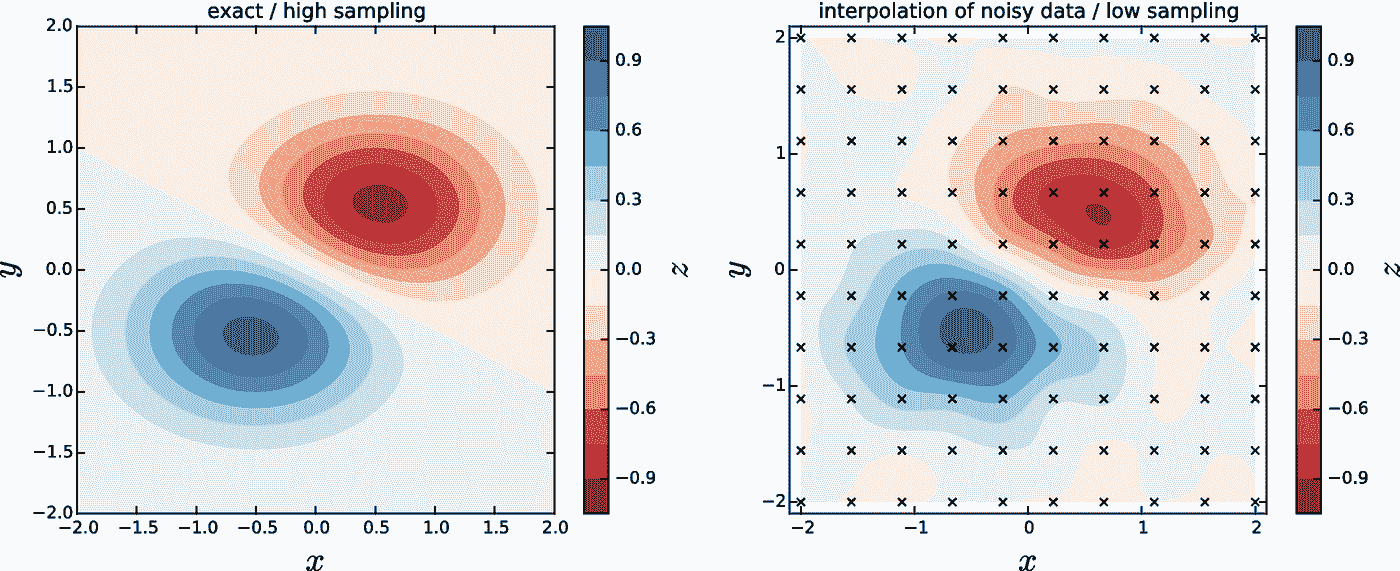 exact / high sampling
2.0
1.5
1.0
0.5
0.0
−0.5
−1.0
−1.5
−2.0
y
−2.0 −1.5 −1.0 −0.5 0.0 0.5 1.0 1.5 2.0
x
0.9
0.6
0.3
0.0
−0.3
−0.6
−0.9
z
interpolation of noisy data / low sampling
2
1
0
−1
−2
y
−2 −1 0 1 2
x
0.9
0.6
0.3
0.0
−0.3
−0.6
−0.9
z